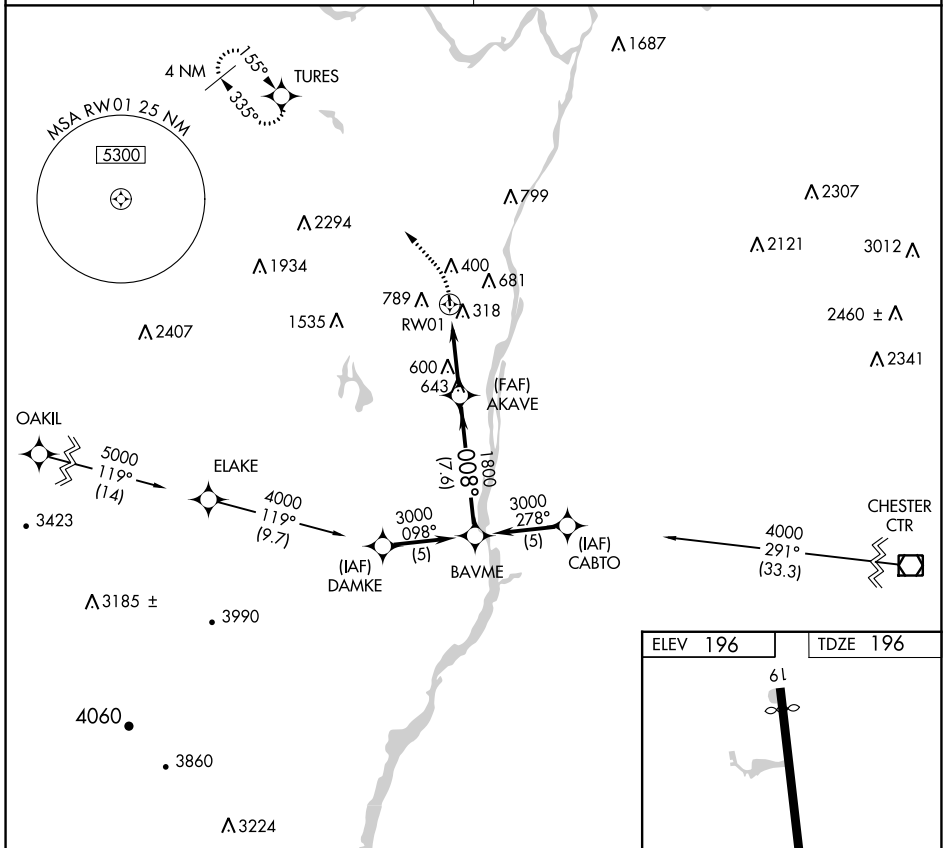 1687
4 NM
155°
335°
TURES
MSA RW01 25 NM
5300
799
2307
2294
2121
3012
1934
400
681
789
318
RW01
1535
2460 ±
2407
2341
600
643
(FAF)
AKAVE
OAKIL
5000
119°
(14)
ELAKE
1800
008°
(7.6)
4000
119°
(9.7)
3423
3000
098°
(5)
3000
278°
(5)
CHESTER
CTR
4000
291°
(33.3)
(IAF)
DAMKE
BAVME
(IAF)
CABTO
3185 ±
3990
ELEV 196
TDZE 196
19
4060
3860
3224